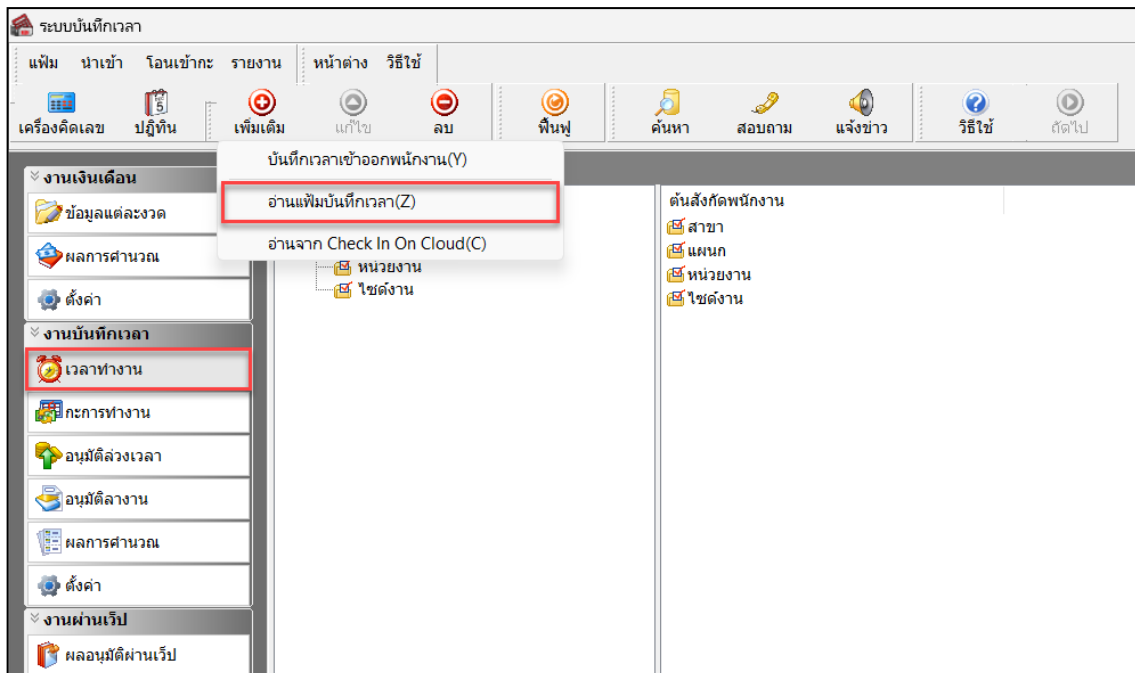 ระบบบันทึกเวลา
แฟ้ม นำเข้า โอนเข้ากะ รายงาน หน้าต่าง วิธีใช้
เครื่องคิดเลข ปฏิทิน เพิ่มเติม แก้ไข ลบ ฟื้นฟู ค้นหา สอบถาม แจ้งข่าว วิธีใช้ ถัดไป
บันทึกเวลาเข้าออกพนักงาน(Y)
อ่านแฟ้มบันทึกเวลา(Z)
อ่านจาก Check In On Cloud(C)
งานเงินเดือน
ข้อมูลแต่ละงวด
ผลการคำนวณ
ตั้งค่า
งานบันทึกเวลา
เวลาทำงาน
กะการทำงาน
อนุมัติล่วงเวลา
อนุมัติลางาน
ผลการคำนวณ
ตั้งค่า
งานผ่านเว็ป
ผลอนุมัติผ่านเว็ป
หน่วยงาน
ไซด์งาน
ต้นสังกัดพนักงาน
สาขา
แผนก
หน่วยงาน
ไซด์งาน